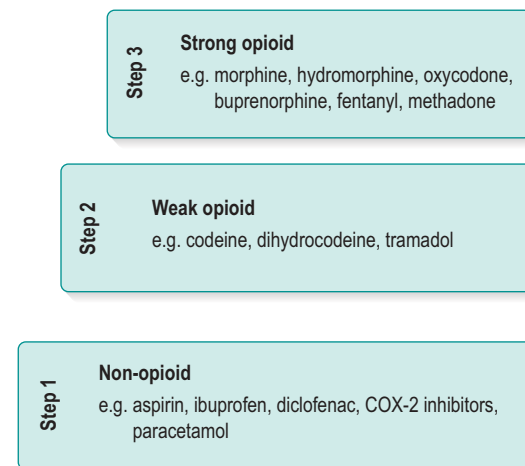 Step 3
Strong opioid
e.g. morphine, hydromorphine, oxycodone,
buprenorphine, fentanyl, methadone
Step 2
Weak opioid
e.g. codeine, dihydrocodeine, tramadol
Step 1
Non-opioid
e.g. aspirin, ibuprofen, diclofenac, COX-2 inhibitors,
paracetamol